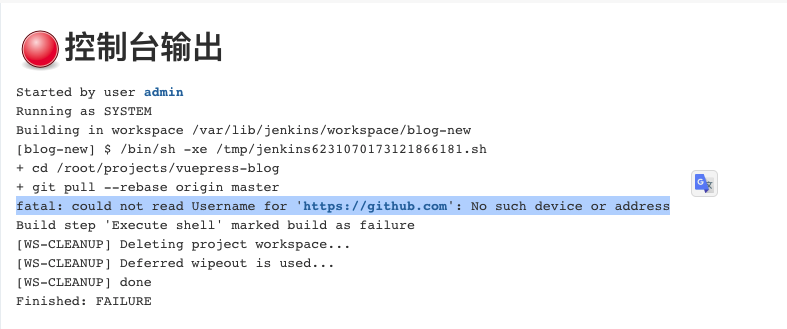 控制台输出
Started by user admin
Running as SYSTEM
Building in workspace /var/lib/jenkins/workspace/blog-new
[blog-new] $ /bin/sh -xe /tmp/jenkins6231070173121866181.sh
+ cd /root/projects/vuepress-blog
+ git pull --rebase origin master
fatal: could not read Username for 'https://github.com': No such device or address
Build step 'Execute shell' marked build as failure
[WS-CLEANUP] Deleting project workspace...
[WS-CLEANUP] Deferred wipeout is used...
[WS-CLEANUP] done
Finished: FAILURE